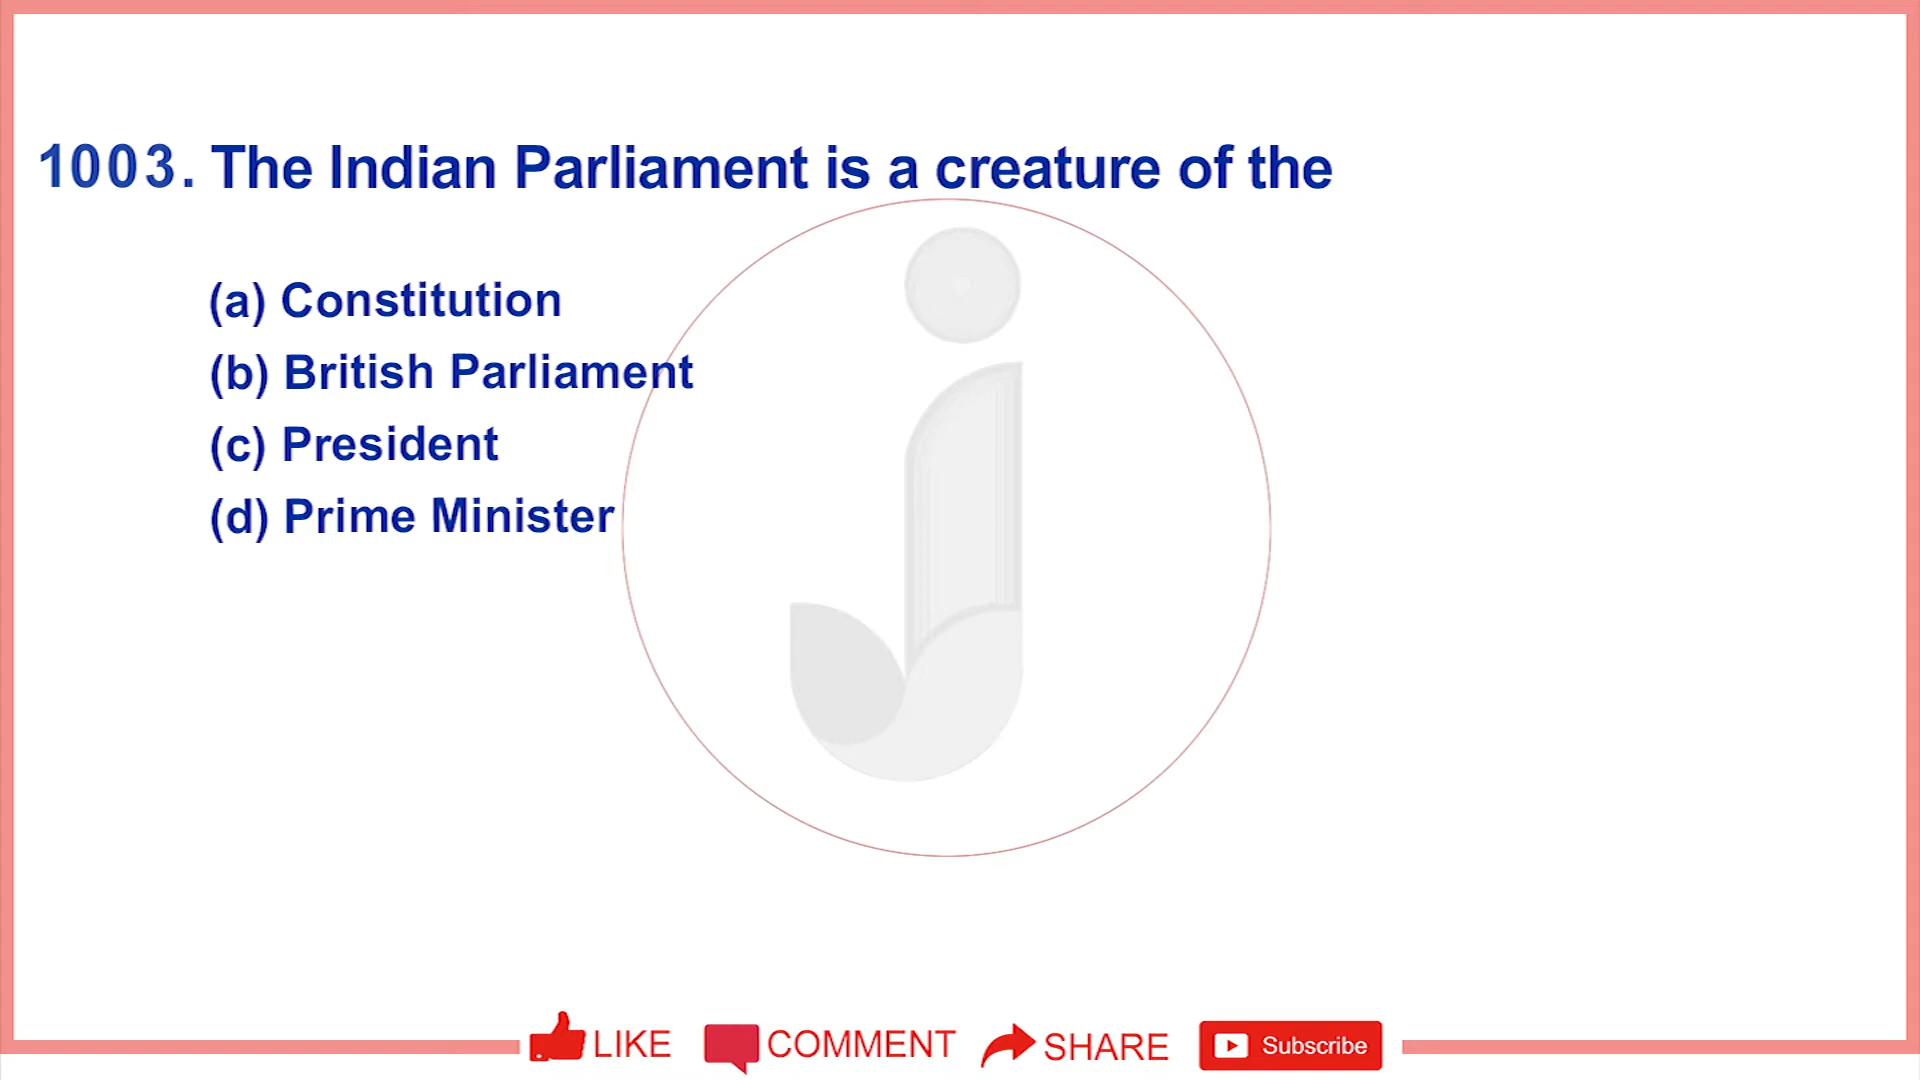 1003. The Indian Parliament is a creature of the
(a) Constitution
(b) British Parliament
(c) President
(d) Prime Minister
LIKE COMMENT SHARE Subscribe